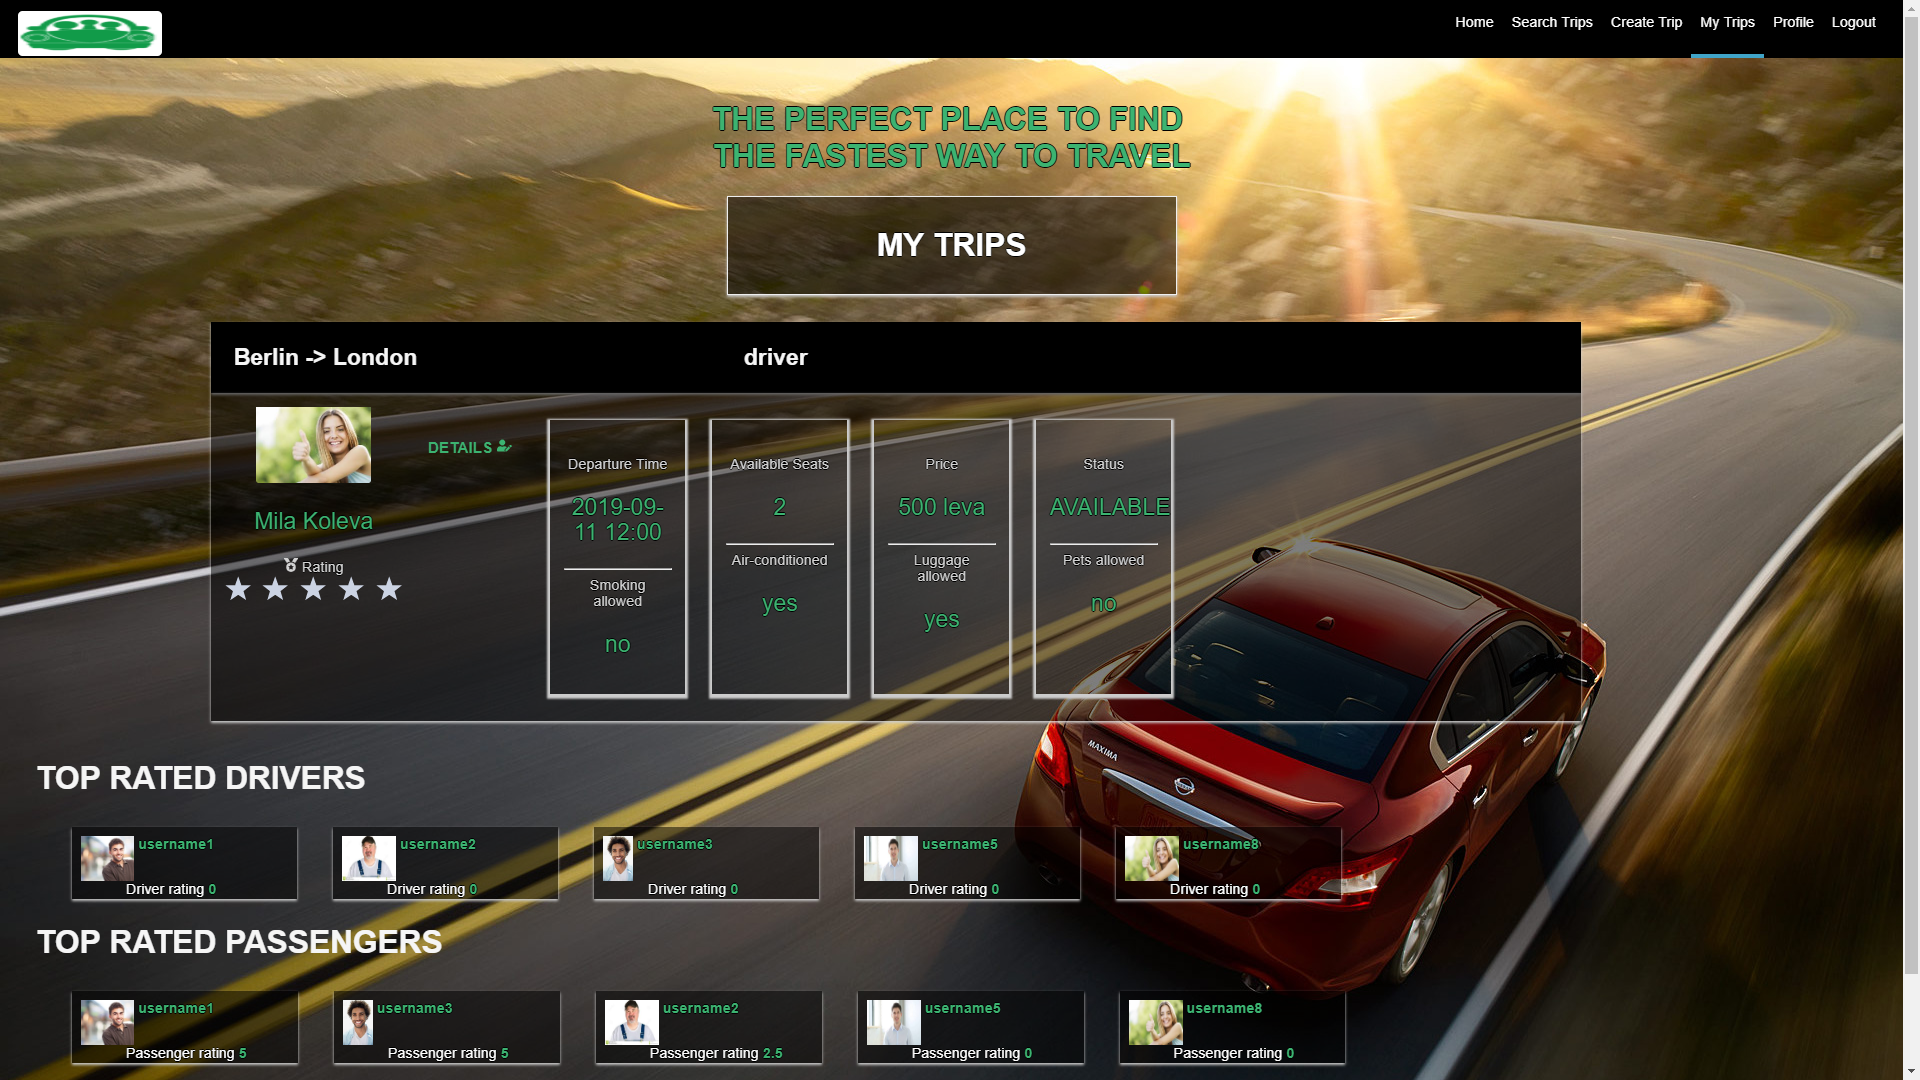 Home Search Trips Create Trip My Trips Profile Logout
THE PERFECT PLACE TO FIND
THE FASTEST WAY TO TRAVEL
MY TRIPS
Berlin -> London driver
DETAILS
Mila Koleva
Rating
Departure Time
2019-09-
11 12:00
Smoking
allowed
no
Available Seats
2
Air-conditioned
yes
Price
500 leva
Luggage
allowed
yes
Status
AVAILABLE
Pets allowed
no
MAXIMA
TOP RATED DRIVERS
username1
Driver rating 0
username2
Driver rating 0
username3
Driver rating 0
username5
Driver rating 0
username8
Driver rating 0
TOP RATED PASSENGERS
username1
Passenger rating 5
username3
Passenger rating 5
username2
Passenger rating 2.5
username5
Passenger rating 0
username8
Passenger rating 0